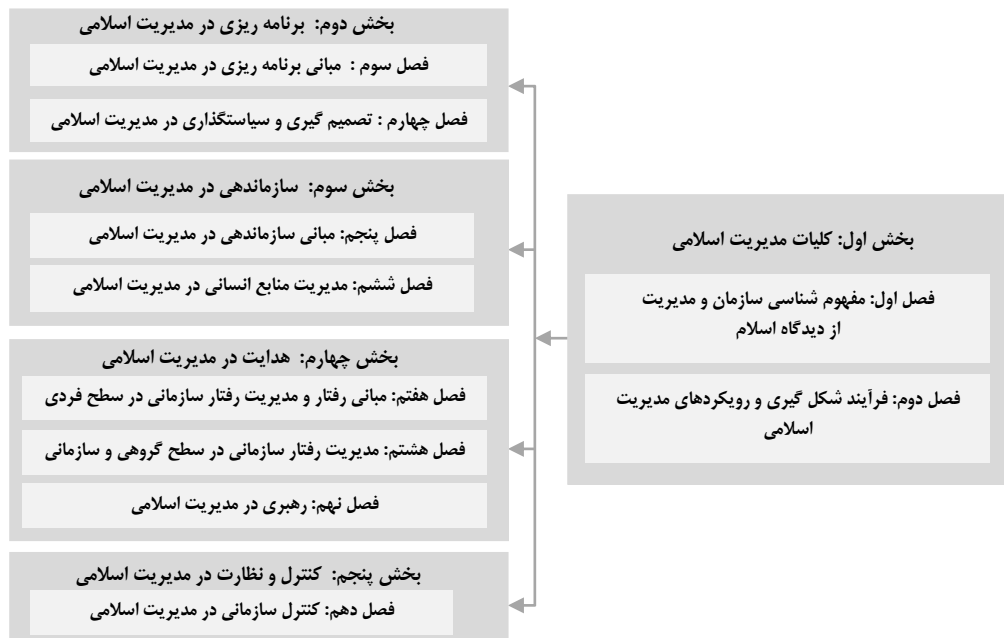 بخش اول: کلیات مدیریت اسلامی
فصل اول: مفهوم شناسی سازمان و مدیریت
از دیدگاه اسلام
فصل دوم: فرآیند شکل گیری و رویکردهای مدیریت
اسلامی
بخش دوم: برنامه ریزی در مدیریت اسلامی
فصل سوم : مبانی برنامه ریزی در مدیریت اسلامی
فصل چهارم : تصمیم گیری و سیاستگذاری در مدیریت اسلامی
بخش سوم: سازماندهی در مدیریت اسلامی
فصل پنجم: مبانی سازماندهی در مدیریت اسلامی
فصل ششم: مدیریت منابع انسانی در مدیریت اسلامی
بخش چهارم: هدایت در مدیریت اسلامی
فصل هفتم: مبانی رفتار و مدیریت رفتار سازمانی در سطح فردی
فصل هشتم: مدیریت رفتار سازمانی در سطح گروهی و سازمانی
فصل نهم: رهبری در مدیریت اسلامی
بخش پنجم: کنترل و نظارت در مدیریت اسلامی
فصل دهم: کنترل سازمانی در مدیریت اسلامی